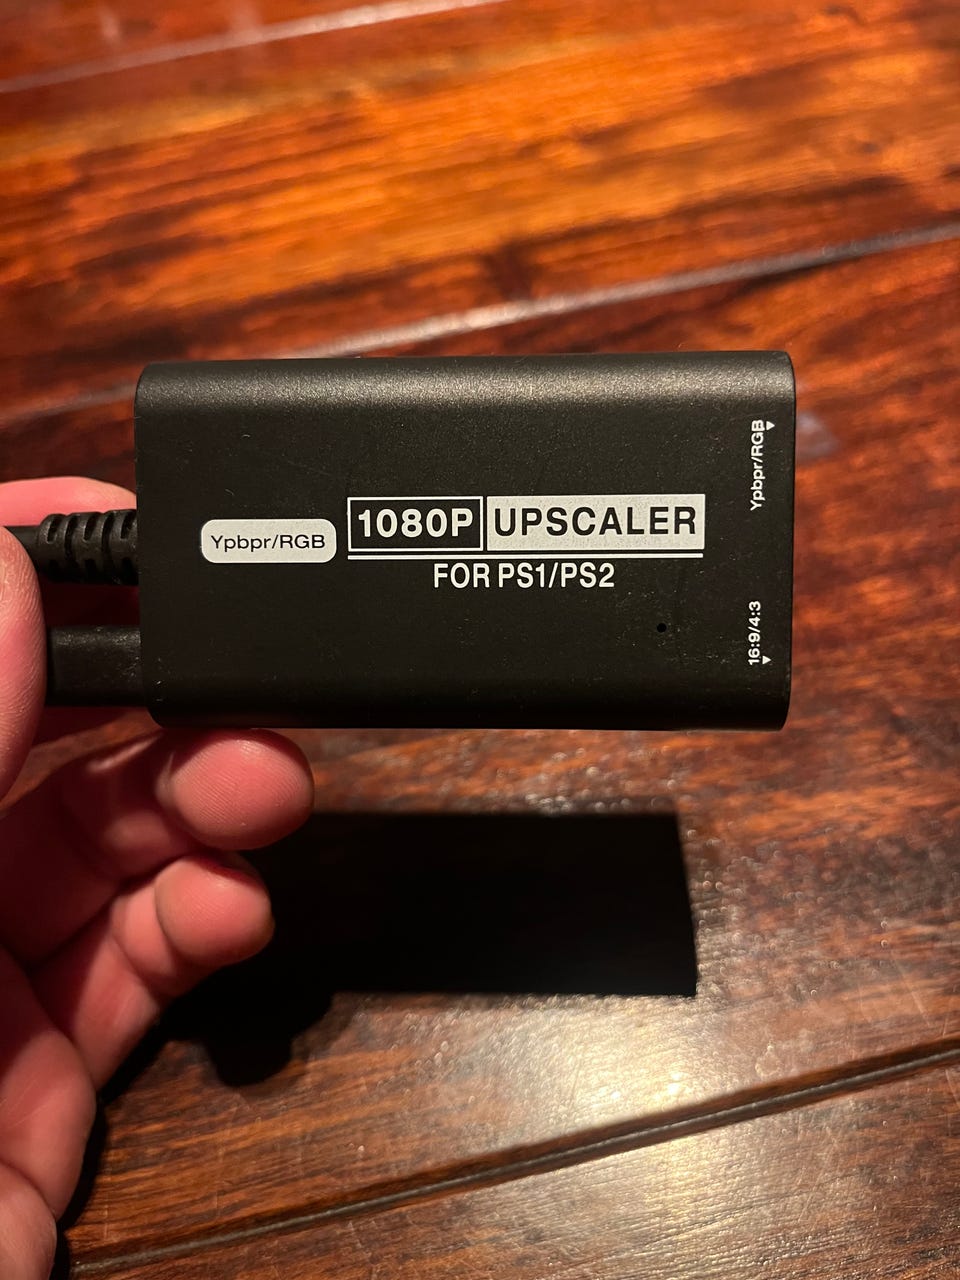 Ypbpr/RGB
1080P UPSCALER
FOR PS1/PS2
Ypbpr/RGB
16:9/4:3